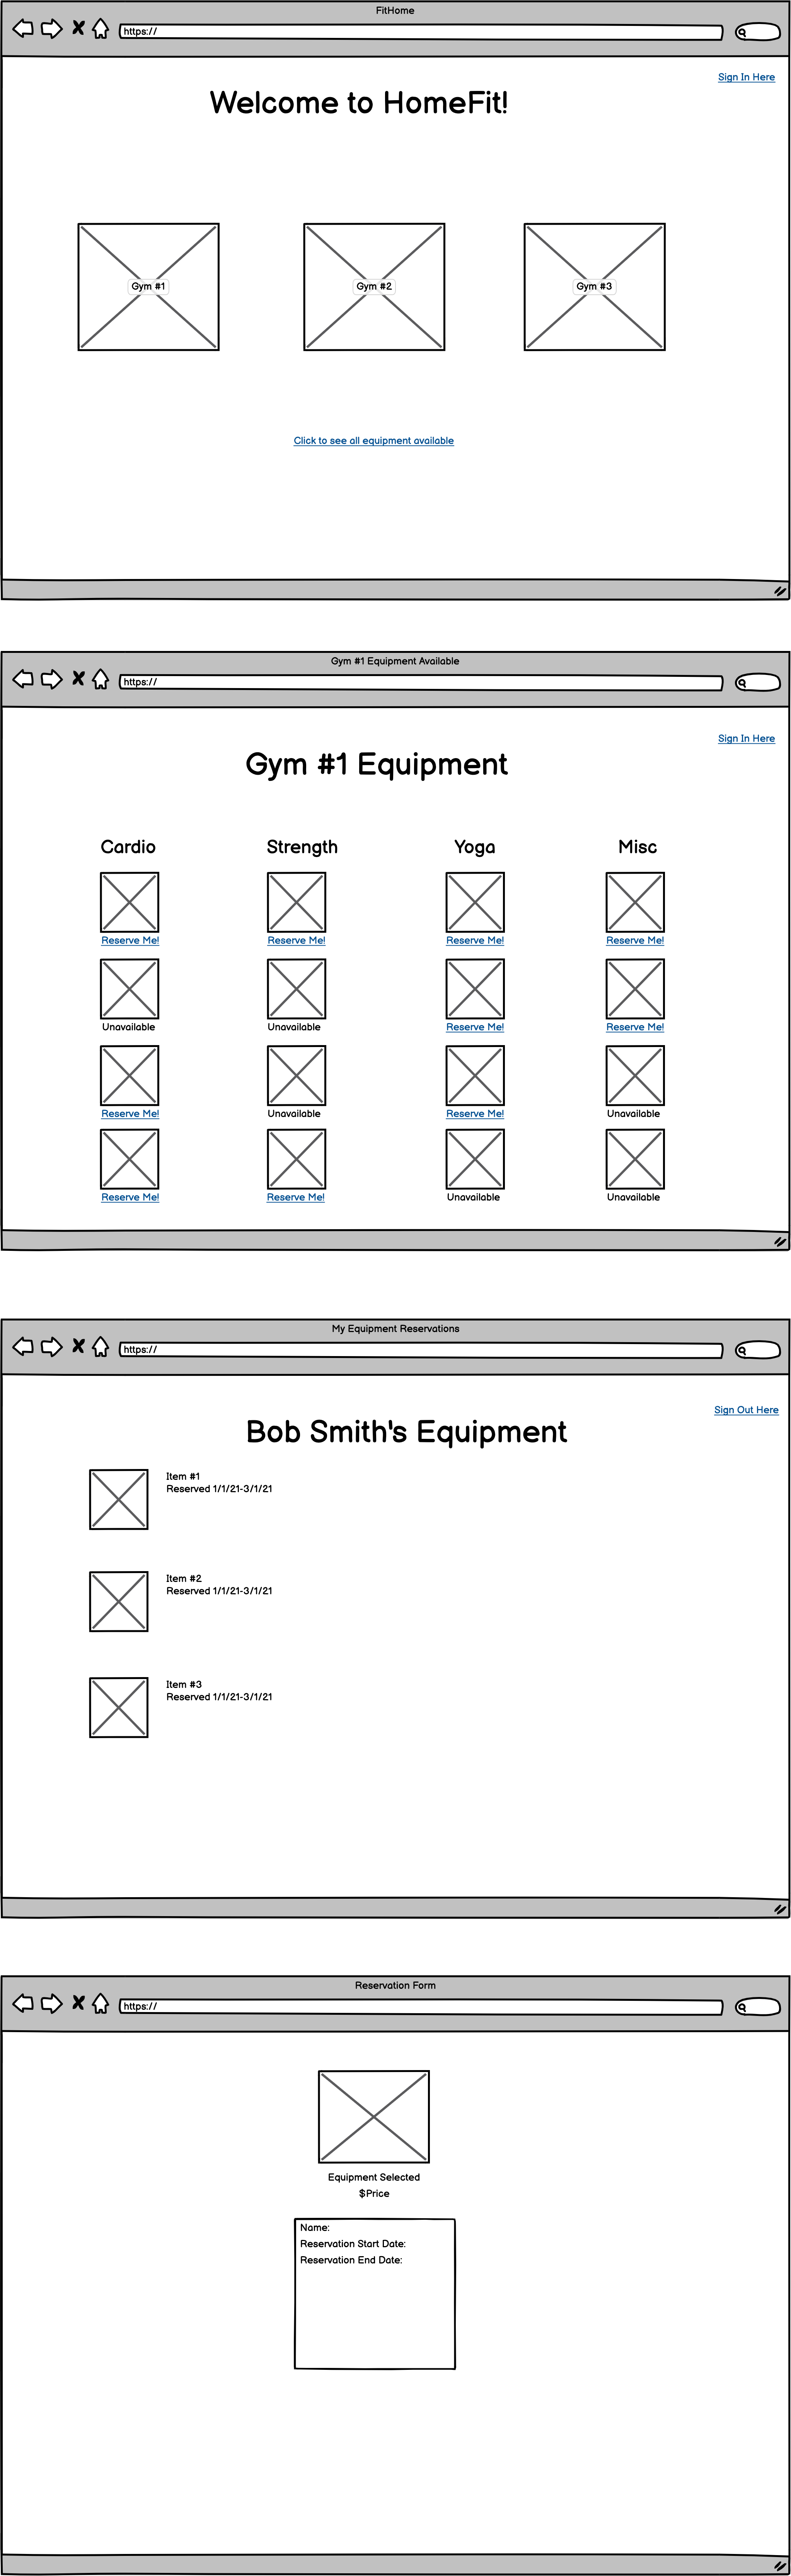 FitHome
https://
Sign In Here
Welcome to HomeFit!
Gym #1
Gym #2
Gym #3
Click to see all equipment available
Gym #1 Equipment Available
https://
Sign In Here
Gym #1 Equipment
Cardio
Strength
Yoga
Misc
Reserve Me!
Reserve Me!
Reserve Me!
Reserve Me!
Unavailable
Unavailable
Reserve Me!
Reserve Me!
Reserve Me!
Unavailable
Reserve Me!
Unavailable
Reserve Me!
Reserve Me!
Unavailable
Unavailable
My Equipment Reservations
https://
Sign Out Here
Bob Smith's Equipment
Item #1
Reserved 1/1/21-3/1/21
Item #2
Reserved 1/1/21-3/1/21
Item #3
Reserved 1/1/21-3/1/21
Reservation Form
https://
Equipment Selected
$Price
Name:
Reservation Start Date:
Reservation End Date: